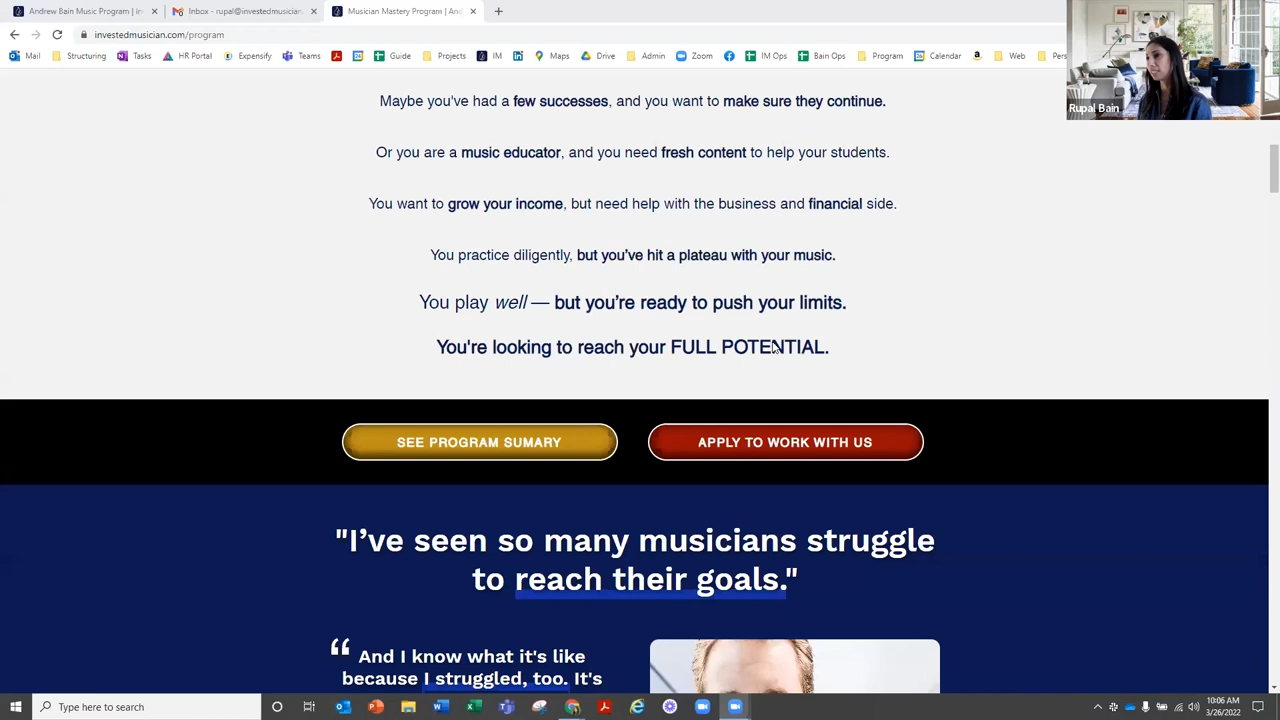 Andrew Bain Music Program | In
Inbox - rupal@investedmusician.
Musician Mastery Program | And
investedmusician.com/program
Mail Structuring Tasks HR Portal Expensify Teams Guide Projects IM Maps Drive Admin Zoom IM Ops Bain Ops Program Calendar Web Pers
Rupal Bain
Maybe you've had a few successes, and you want to make sure they continue.
Or you are a music educator, and you need fresh content to help your students.
You want to grow your income, but need help with the business and financial side.
You practice diligently, but you've hit a plateau with your music.
You play well — but you're ready to push your limits.
You're looking to reach your FULL POTENTIAL.
SEE PROGRAM SUMARY
APPLY TO WORK WITH US
"I've seen so many musicians struggle
to reach their goals."
“ And I know what it's like
because I struggled, too. It's
Type here to search
10:06 AM
3/26/2022